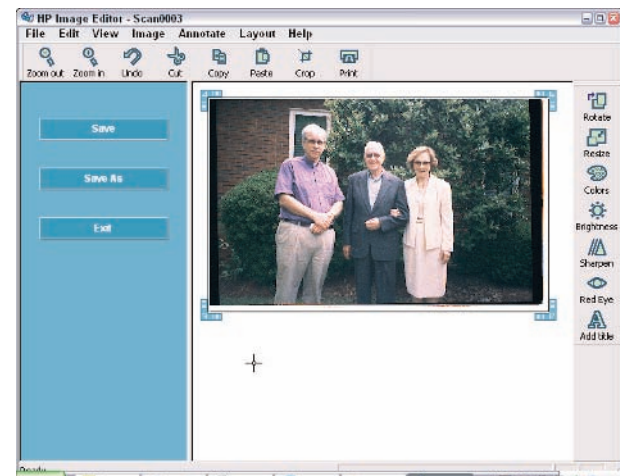 HP Image Editor - Scan0003
File Edit View Image Annotate Layout Help
Zoom out Zoom in Undo Cut Copy Paste Crop Print
Save
Save As
Exit
Rotate
Resize
Colors
Brightness
Sharpen
Red Eye
Add title
Ready